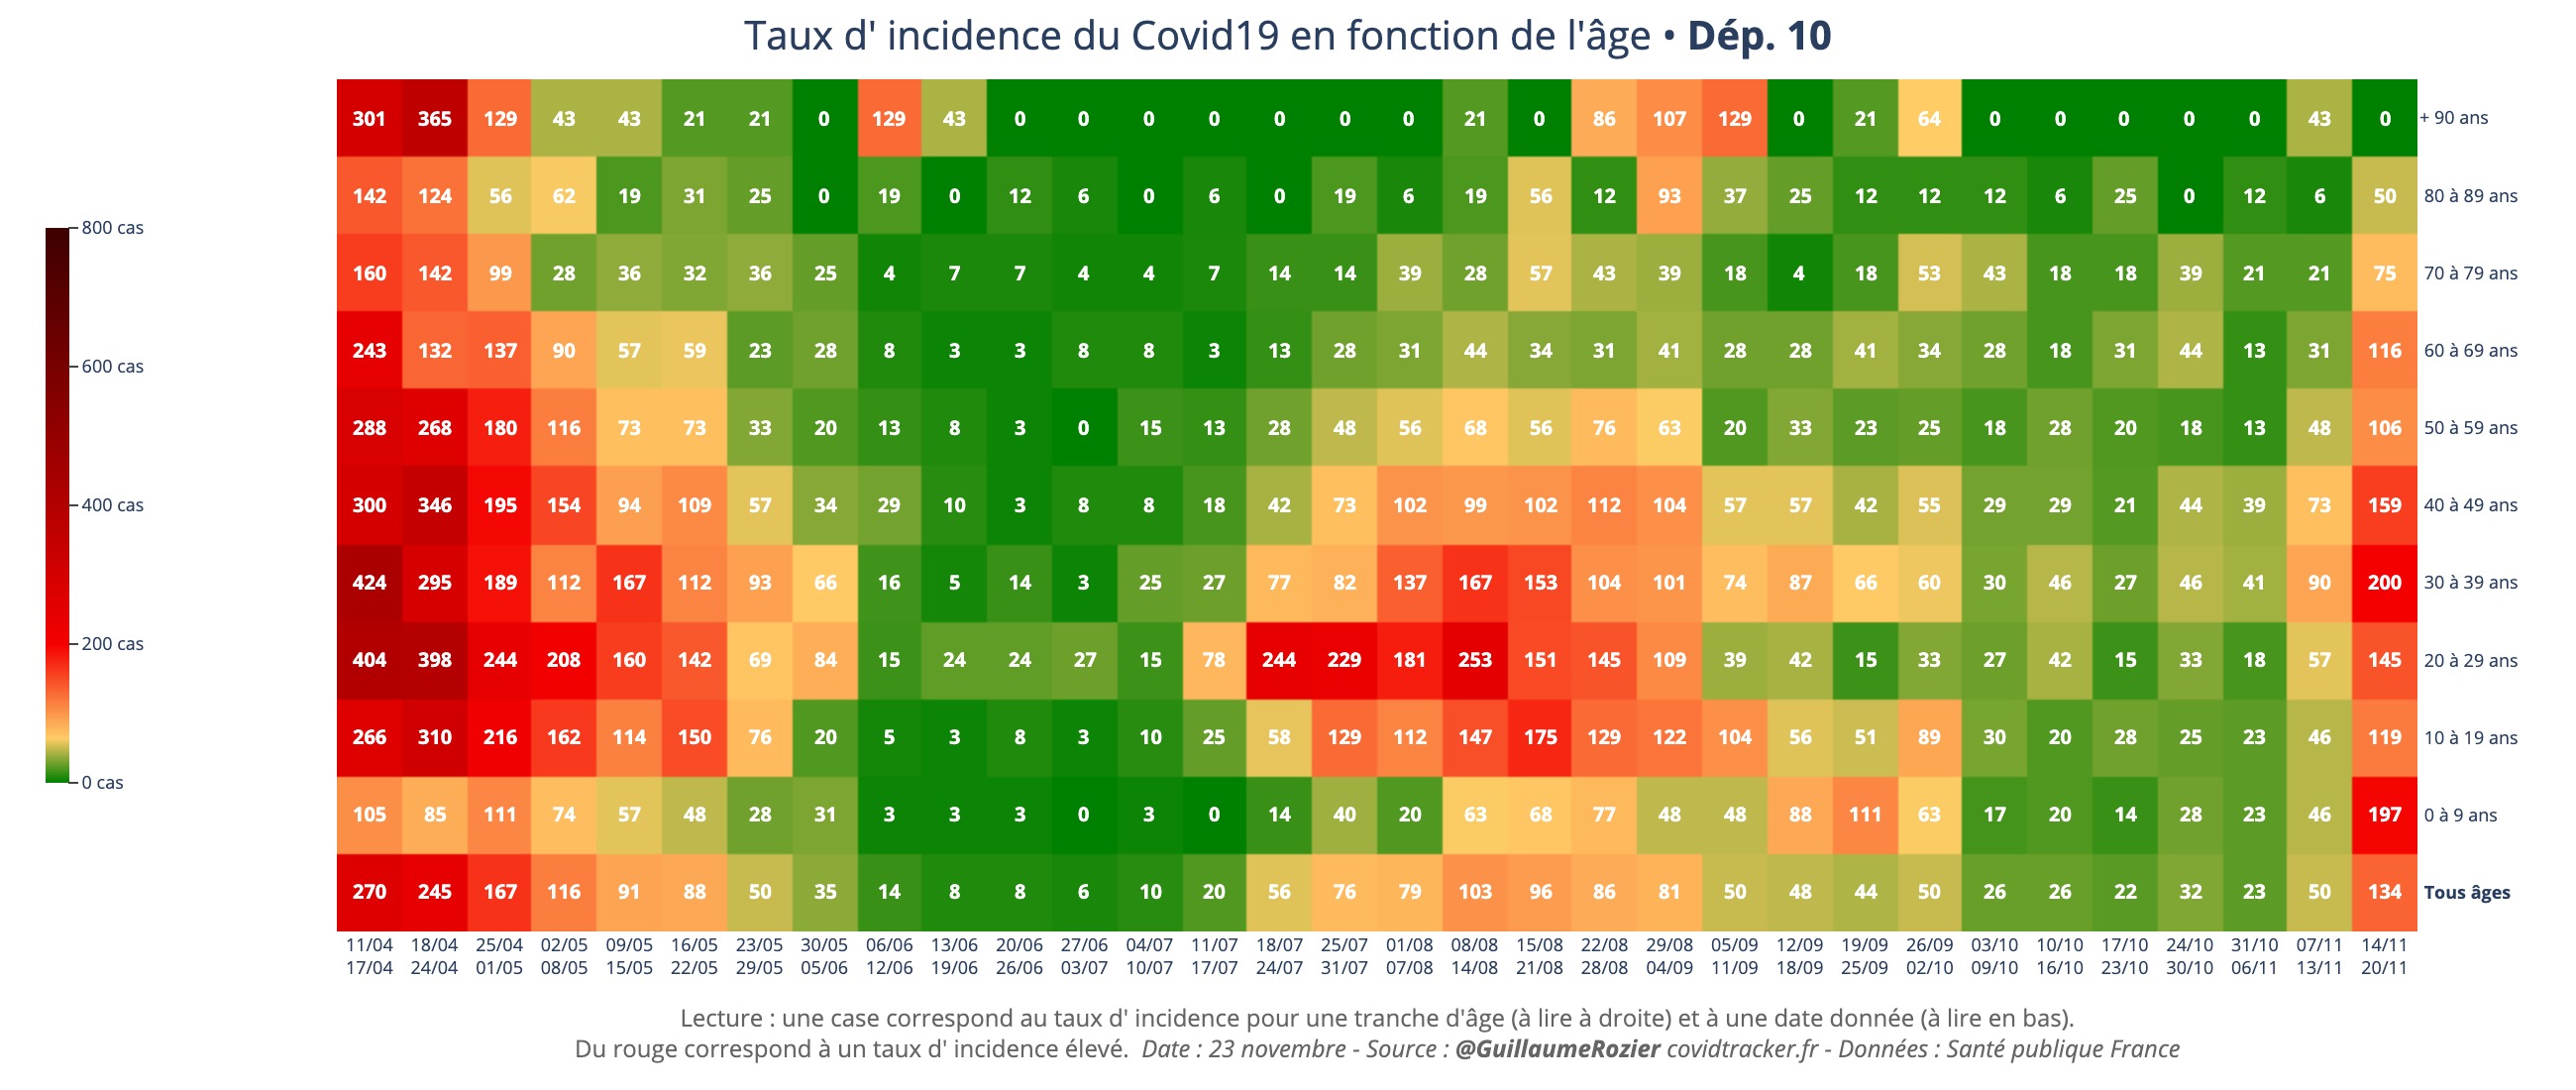 Taux d' incidence du Covid19 en fonction de l'âge • Dép. 10
800 cas
600 cas
400 cas
200 cas
0 cas
301 365 129 43 43 21 21 0 129 43 0 0 0 0 0 0 0 21 0 86 107 129 0 21 64 0 0 0 0 0 43 0 + 90 ans
142 124 56 62 19 31 25 0 19 0 12 6 0 6 0 19 6 19 56 12 93 37 25 12 12 12 6 25 0 12 6 50 80 à 89 ans
160 142 99 28 36 32 36 25 4 7 7 4 4 7 14 14 39 28 57 43 39 18 4 18 53 43 18 18 39 21 21 75 70 à 79 ans
243 132 137 90 57 59 23 28 8 3 3 8 8 3 13 28 31 44 34 31 41 28 28 41 34 28 18 31 44 13 31 116 60 à 69 ans
288 268 180 116 73 73 33 20 13 8 3 0 15 13 28 48 56 68 56 76 63 20 33 23 25 18 28 20 18 13 48 106 50 à 59 ans
300 346 195 154 94 109 57 34 29 10 3 8 8 18 42 73 102 99 102 112 104 57 57 42 55 29 29 21 44 39 73 159 40 à 49 ans
424 295 189 112 167 112 93 66 16 5 14 3 25 27 77 82 137 167 153 104 101 74 87 66 60 30 46 27 46 41 90 200 30 à 39 ans
404 398 244 208 160 142 69 84 15 24 24 27 15 78 244 229 181 253 151 145 109 39 42 15 33 27 42 15 33 18 57 145 20 à 29 ans
266 310 216 162 114 150 76 20 5 3 8 3 10 25 58 129 112 147 175 129 122 104 56 51 89 30 20 28 25 23 46 119 10 à 19 ans
105 85 111 74 57 48 28 31 3 3 3 0 3 0 14 40 20 63 68 77 48 48 88 111 63 17 20 14 28 23 46 197 0 à 9 ans
270 245 167 116 91 88 50 35 14 8 8 6 10 20 56 76 79 103 96 86 81 50 48 44 50 26 26 22 32 23 50 134 Tous âges
11/04 18/04 25/04 02/05 09/05 16/05 23/05 30/05 06/06 13/06 20/06 27/06 04/07 11/07 18/07 25/07 01/08 08/08 15/08 22/08 29/08 05/09 12/09 19/09 26/09 03/10 10/10 17/10 24/10 31/10 07/11 14/11
17/04 24/04 01/05 08/05 15/05 22/05 29/05 05/06 12/06 19/06 26/06 03/07 10/07 17/07 24/07 31/07 07/08 14/08 21/08 28/08 04/09 11/09 18/09 25/09 02/10 09/10 16/10 23/10 30/10 06/11 13/11 20/11
Lecture : une case correspond au taux d' incidence pour une tranche d'âge (à lire à droite) et à une date donnée (à lire en bas).
Du rouge correspond à un taux d' incidence élevé. Date : 23 novembre - Source : @GuillaumeRozier covidtracker.fr - Données : Santé publique France